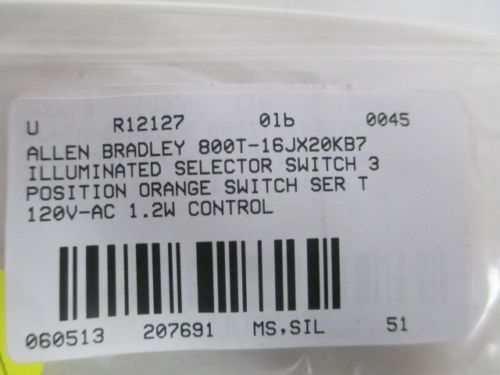 U R12127 01b 0045
ALLEN BRADLEY 800T-16JX20KB7
ILLUMINATED SELECTOR SWITCH 3
POSITION ORANGE SWITCH SER T
120V-AC 1.2W CONTROL
060513 207691 MS,SIL 51